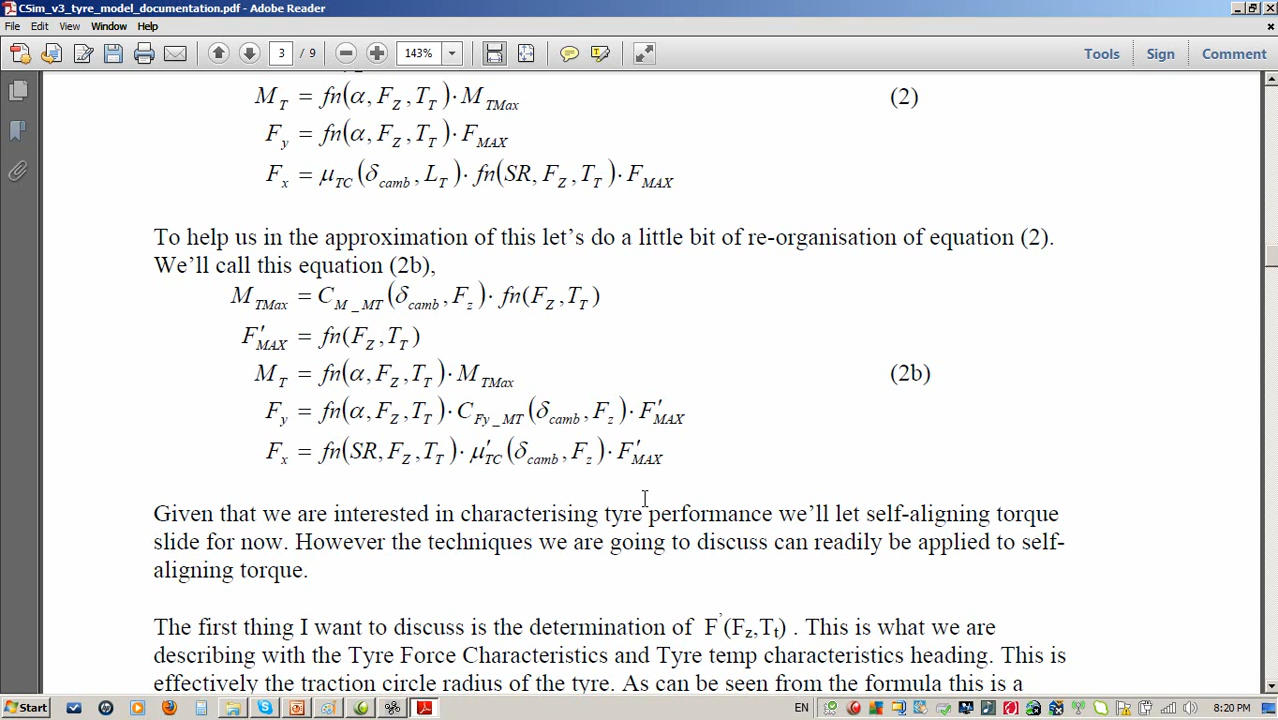 CSim_v3_tyre_model_documentation.pdf - Adobe Reader
File Edit View Window Help
3 / 9 143% Tools Sign Comment
M_T = fn(α, F_Z, T_T) · M_TMax (2)
F_y = fn(α, F_Z, T_T) · F_MAX
F_x = μ_TC(δ_camb, L_T) · fn(SR, F_Z, T_T) · F_MAX
To help us in the approximation of this let's do a little bit of re-organisation of equation (2).
We'll call this equation (2b),
M_TMax = C_M_MT(δ_camb, F_z) · fn(F_Z, T_T)
F′_MAX = fn(F_Z, T_T)
M_T = fn(α, F_Z, T_T) · M_TMax (2b)
F_y = fn(α, F_Z, T_T) · C_Fy_MT(δ_camb, F_z) · F′_MAX
F_x = fn(SR, F_Z, T_T) · μ′_TC(δ_camb, F_z) · F′_MAX
Given that we are interested in characterising tyre performance we'll let self-aligning torque
slide for now. However the techniques we are going to discuss can readily be applied to self-
aligning torque.
The first thing I want to discuss is the determination of F'(F_z,T_t) . This is what we are
describing with the Tyre Force Characteristics and Tyre temp characteristics heading. This is
effectively the traction circle radius of the tyre. As can be seen from the formula this is a
Start EN 8:20 PM